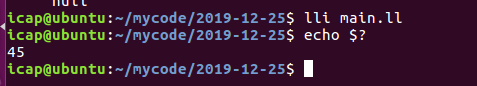 null
icap@ubuntu:~/mycode/2019-12-25$ lli main.ll
icap@ubuntu:~/mycode/2019-12-25$ echo $?
45
icap@ubuntu:~/mycode/2019-12-25$